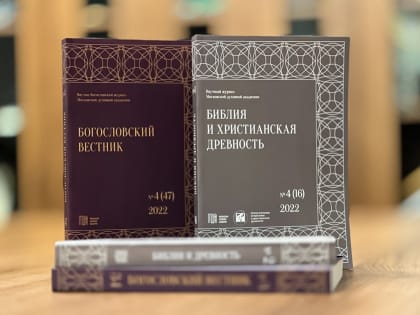 Научно-богословский журнал
Московской духовной академии
БОГОСЛОВСКИЙ
ВЕСТНИК
№ 4 (47)
2022
Научный журнал
Московской духовной академии
БИБЛИЯ
И ХРИСТИАНСКАЯ
ДРЕВНОСТЬ
№ 4 (16)
2022
БИБЛИЯ И ДРЕВНОСТЬ
БОГОСЛОВСКИЙ ВЕСТНИК